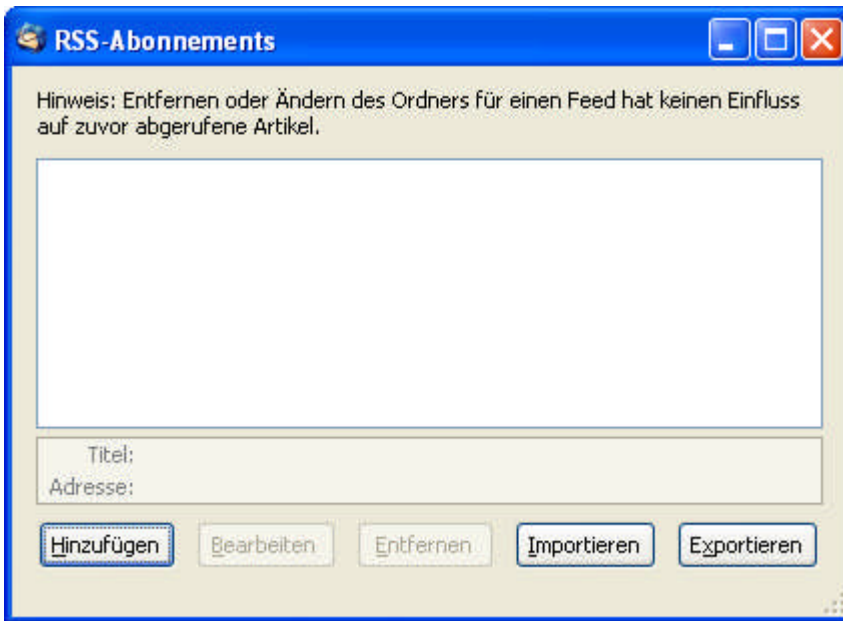 RSS-Abonnements
Hinweis: Entfernen oder Ändern des Ordners für einen Feed hat keinen Einfluss
auf zuvor abgerufene Artikel.
Titel:
Adresse:
Hinzufügen Bearbeiten Entfernen Importieren Exportieren